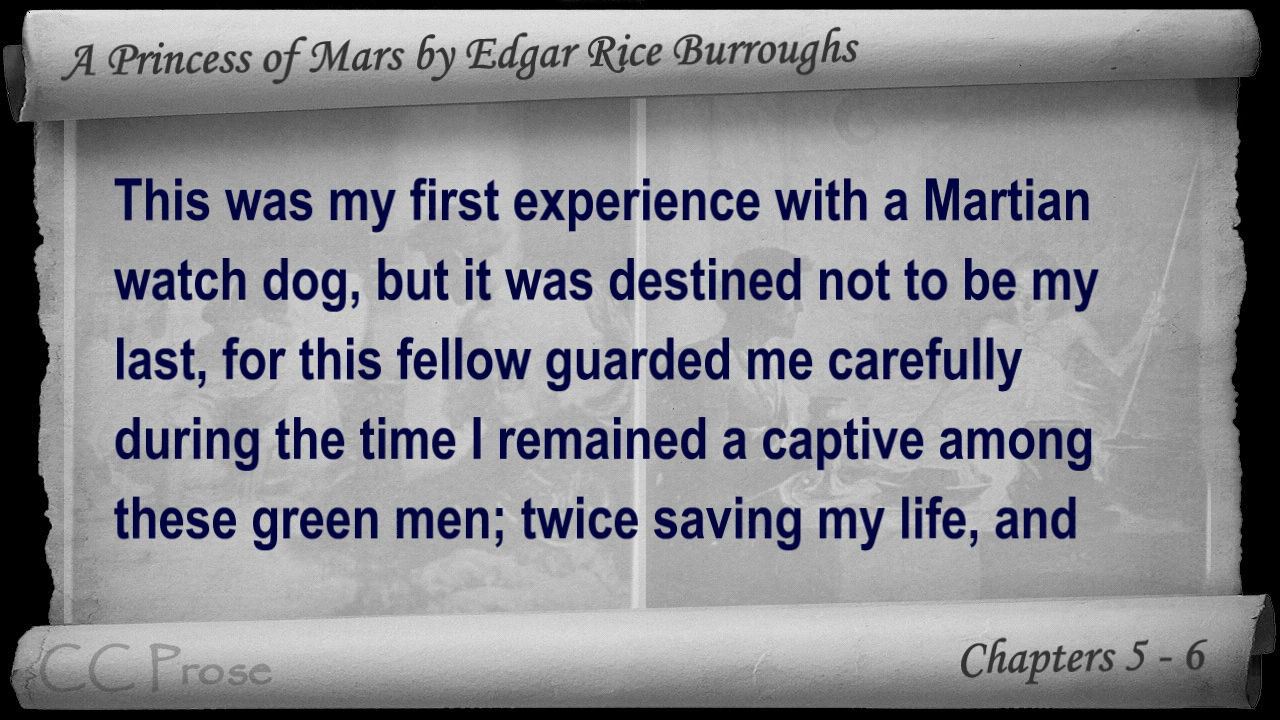 A Princess of Mars by Edgar Rice Burroughs
This was my first experience with a Martian
watch dog, but it was destined not to be my
last, for this fellow guarded me carefully
during the time I remained a captive among
these green men; twice saving my life, and
CC Prose
Chapters 5 - 6